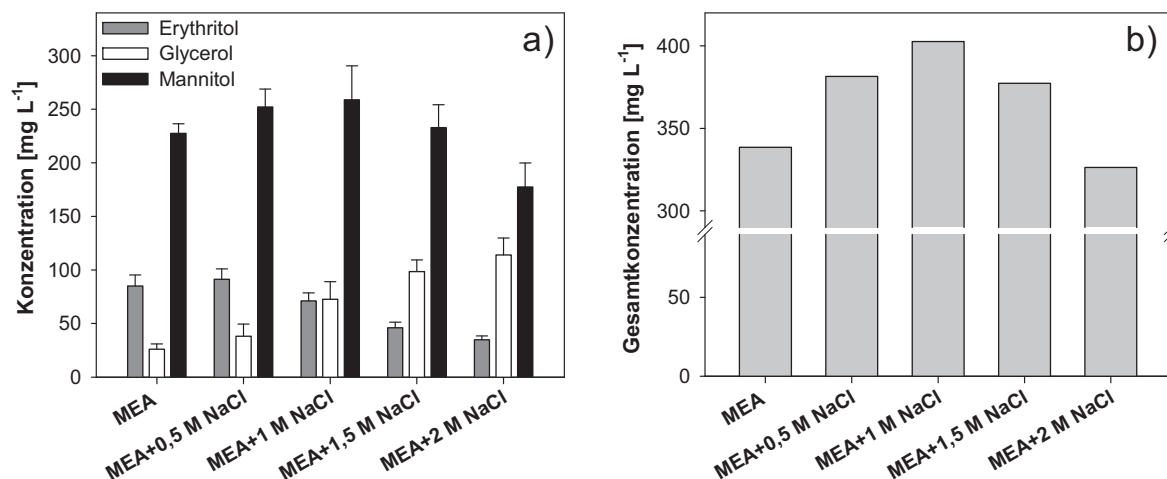 a)
Erythritol
Glycerol
Mannitol
Konzentration [mg L-1]
300
250
200
150
100
50
0
MEA
MEA+0,5 M NaCl
MEA+1 M NaCl
MEA+1,5 M NaCl
MEA+2 M NaCl
b)
Gesamtkonzentration [mg L-1]
400
350
300
50
0
MEA
MEA+0,5 M NaCl
MEA+1 M NaCl
MEA+1,5 M NaCl
MEA+2 M NaCl